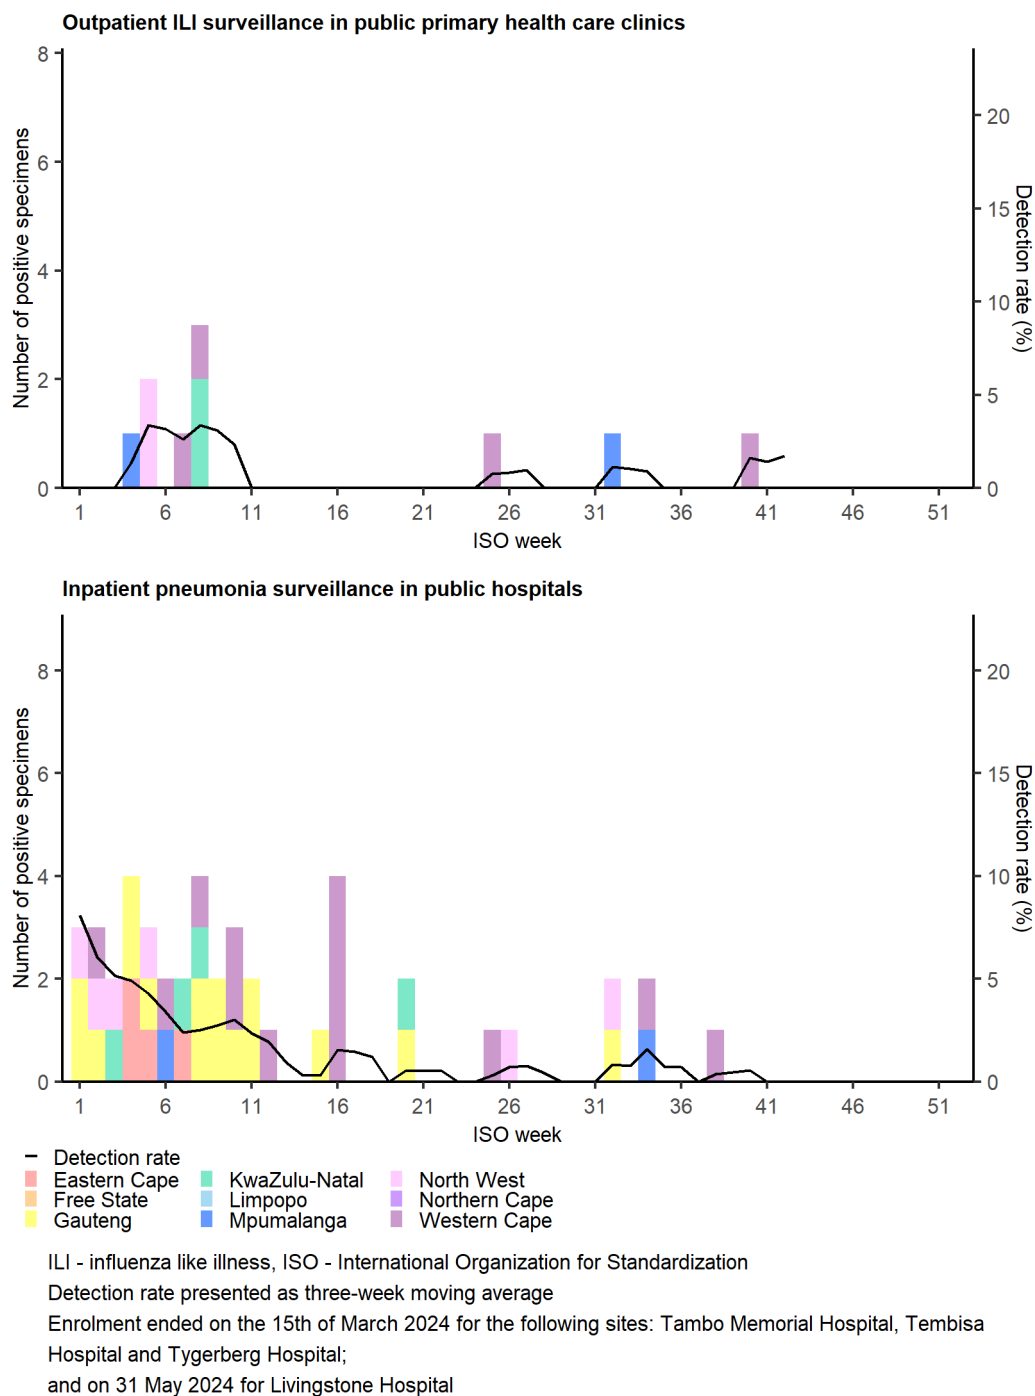 Outpatient ILI surveillance in public primary health care clinics
8
6
4
2
0
Number of positive specimens
20
15
10
5
0
Detection rate (%)
1 6 11 16 21 26 31 36 41 46 51
ISO week
Inpatient pneumonia surveillance in public hospitals
8
6
4
2
0
Number of positive specimens
20
15
10
5
0
Detection rate (%)
1 6 11 16 21 26 31 36 41 46 51
ISO week
Detection rate
Eastern Cape KwaZulu-Natal North West
Free State Limpopo Northern Cape
Gauteng Mpumalanga Western Cape
ILI - influenza like illness, ISO - International Organization for Standardization
Detection rate presented as three-week moving average
Enrolment ended on the 15th of March 2024 for the following sites: Tambo Memorial Hospital, Tembisa
Hospital and Tygerberg Hospital;
and on 31 May 2024 for Livingstone Hospital